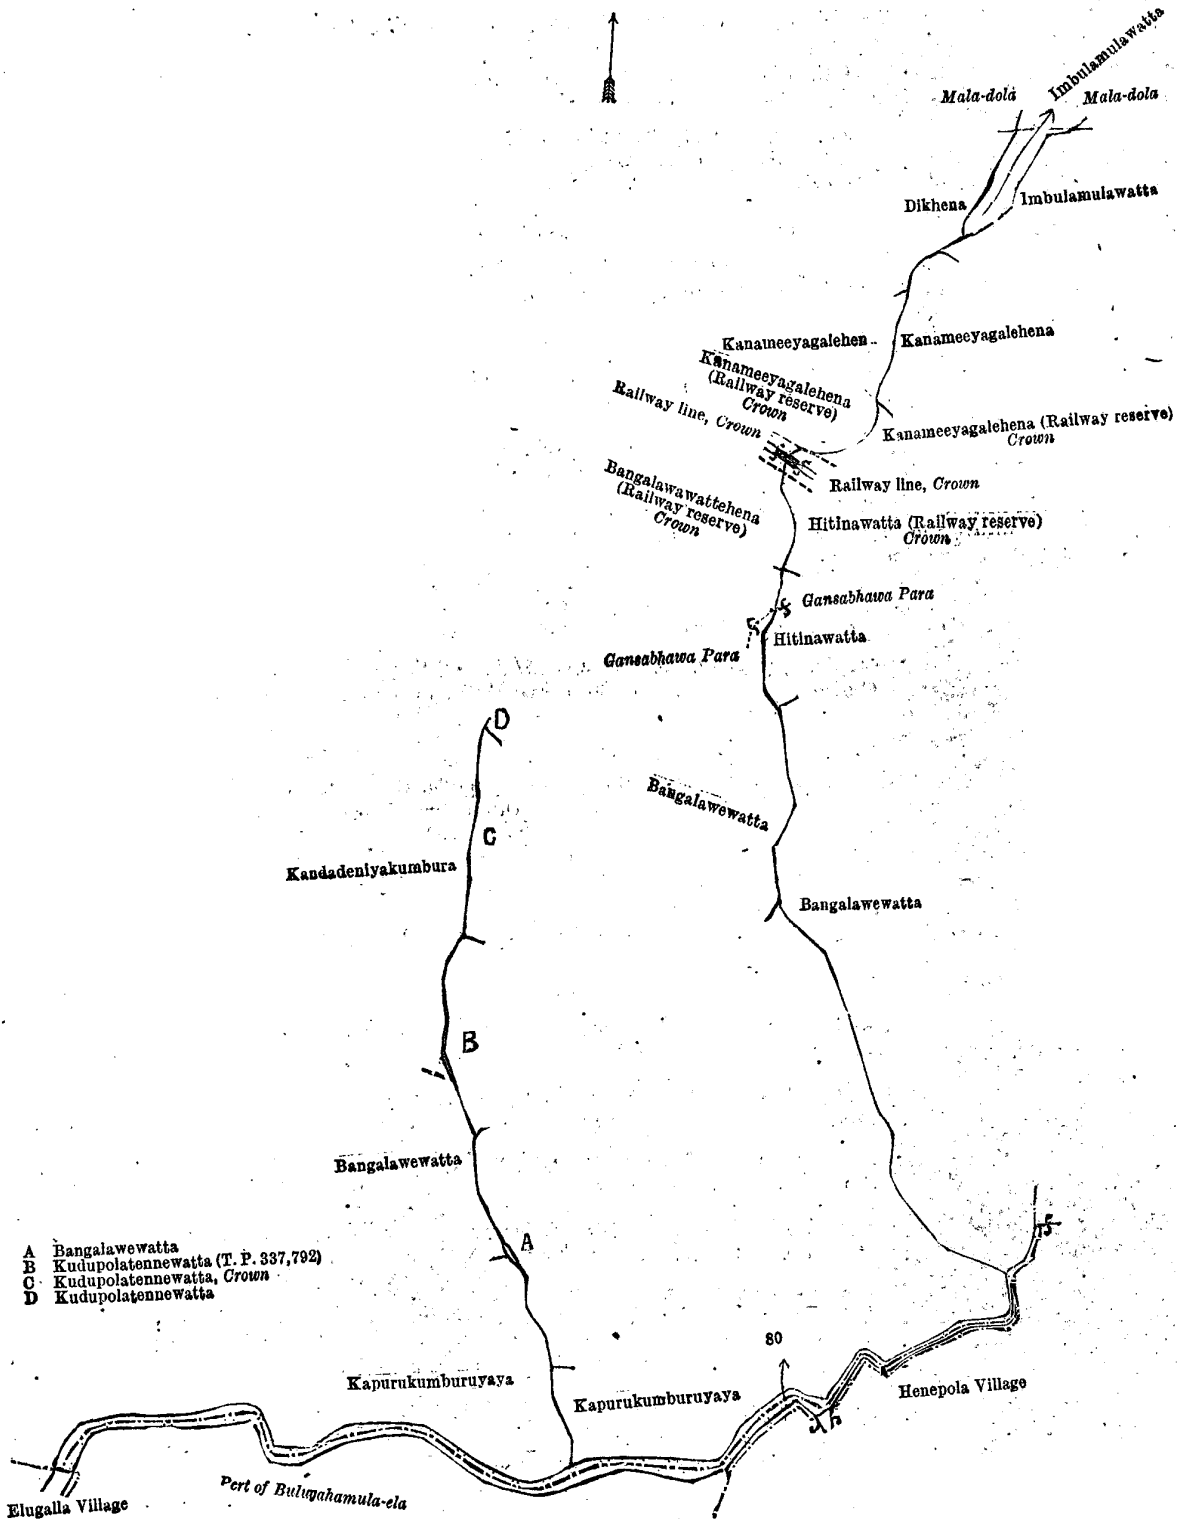 Imbulamulawatta
Mala-dola
Mala-dola
Dikhena
Imbulamulawatta
Kanameeyagalehen
Kanameeyagalehena
Kanameeyagalehena
(Railway reserve)
Crown
Railway line, Crown
Kanameeyagalehena (Railway reserve)
Crown
Railway line, Crown
Bangalawawattehena
(Railway reserve)
Crown
Hitinawatta (Railway reserve)
Crown
Gansabhawa Para
Hitinawatta
Gansabhawa Para
D
Bangalawewatta
C
Kandadeniyakumbura
Bangalawewatta
B
Bangalawewatta
A
A Bangalawewatta
B Kudupolatennewatta (T. P. 337,792)
C Kudupolatennewatta, Crown
D Kudupolatennewatta
80
Kapurukumburuyaya
Kapurukumburuyaya
Henepola Village
Part of Buluyahamula-ela
Elugalla Village